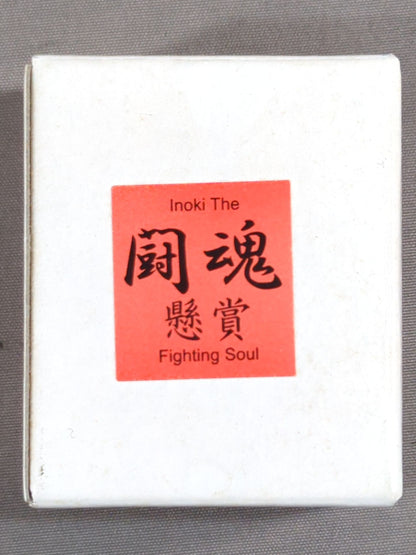 Inoki The
闘魂
懸賞
Fighting Soul